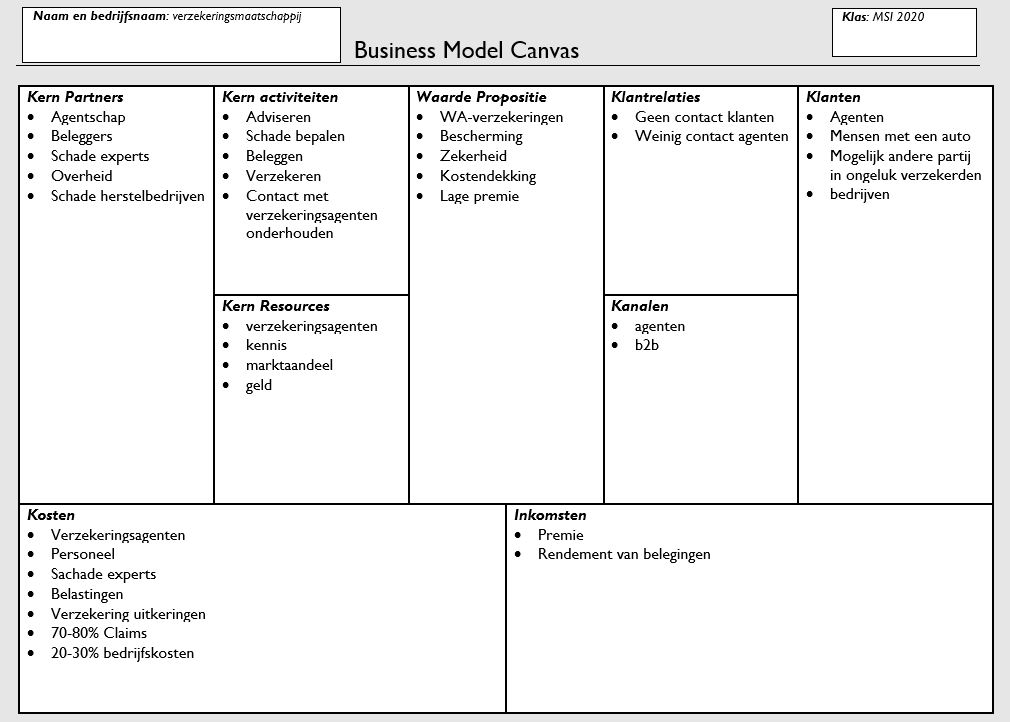 Naam en bedrijfsnaam: verzekeringsmaatschappij
Klas: MSI 2020
Business Model Canvas
Kern Partners
• Agentschap
• Beleggers
• Schade experts
• Overheid
• Schade herstelbedrijven
Kern activiteiten
• Adviseren
• Schade bepalen
• Beleggen
• Verzekeren
• Contact met
verzekeringsagenten
onderhouden
Kern Resources
• verzekeringsagenten
• kennis
• marktaandeel
• geld
Waarde Propositie
• WA-verzekeringen
• Bescherming
• Zekerheid
• Kostendekking
• Lage premie
Klantrelaties
• Geen contact klanten
• Weinig contact agenten
Kanalen
• agenten
• b2b
Klanten
• Agenten
• Mensen met een auto
• Mogelijk andere partij
in ongeluk verzekerden
• bedrijven
Kosten
• Verzekeringsagenten
• Personeel
• Sachade experts
• Belastingen
• Verzekering uitkeringen
• 70-80% Claims
• 20-30% bedrijfskosten
Inkomsten
• Premie
• Rendement van belegingen